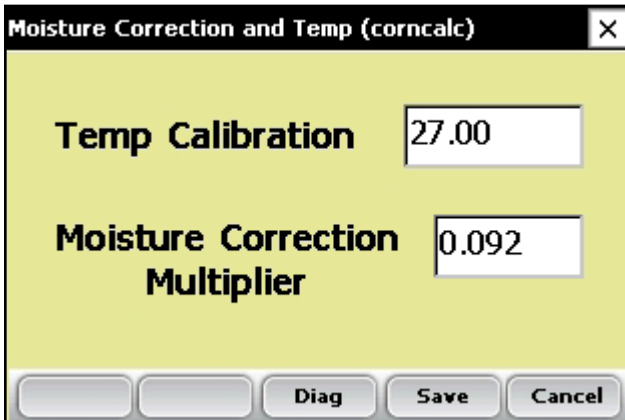 Moisture Correction and Temp (corncalc)
Temp Calibration 27.00
Moisture Correction 0.092
Multiplier
Diag Save Cancel